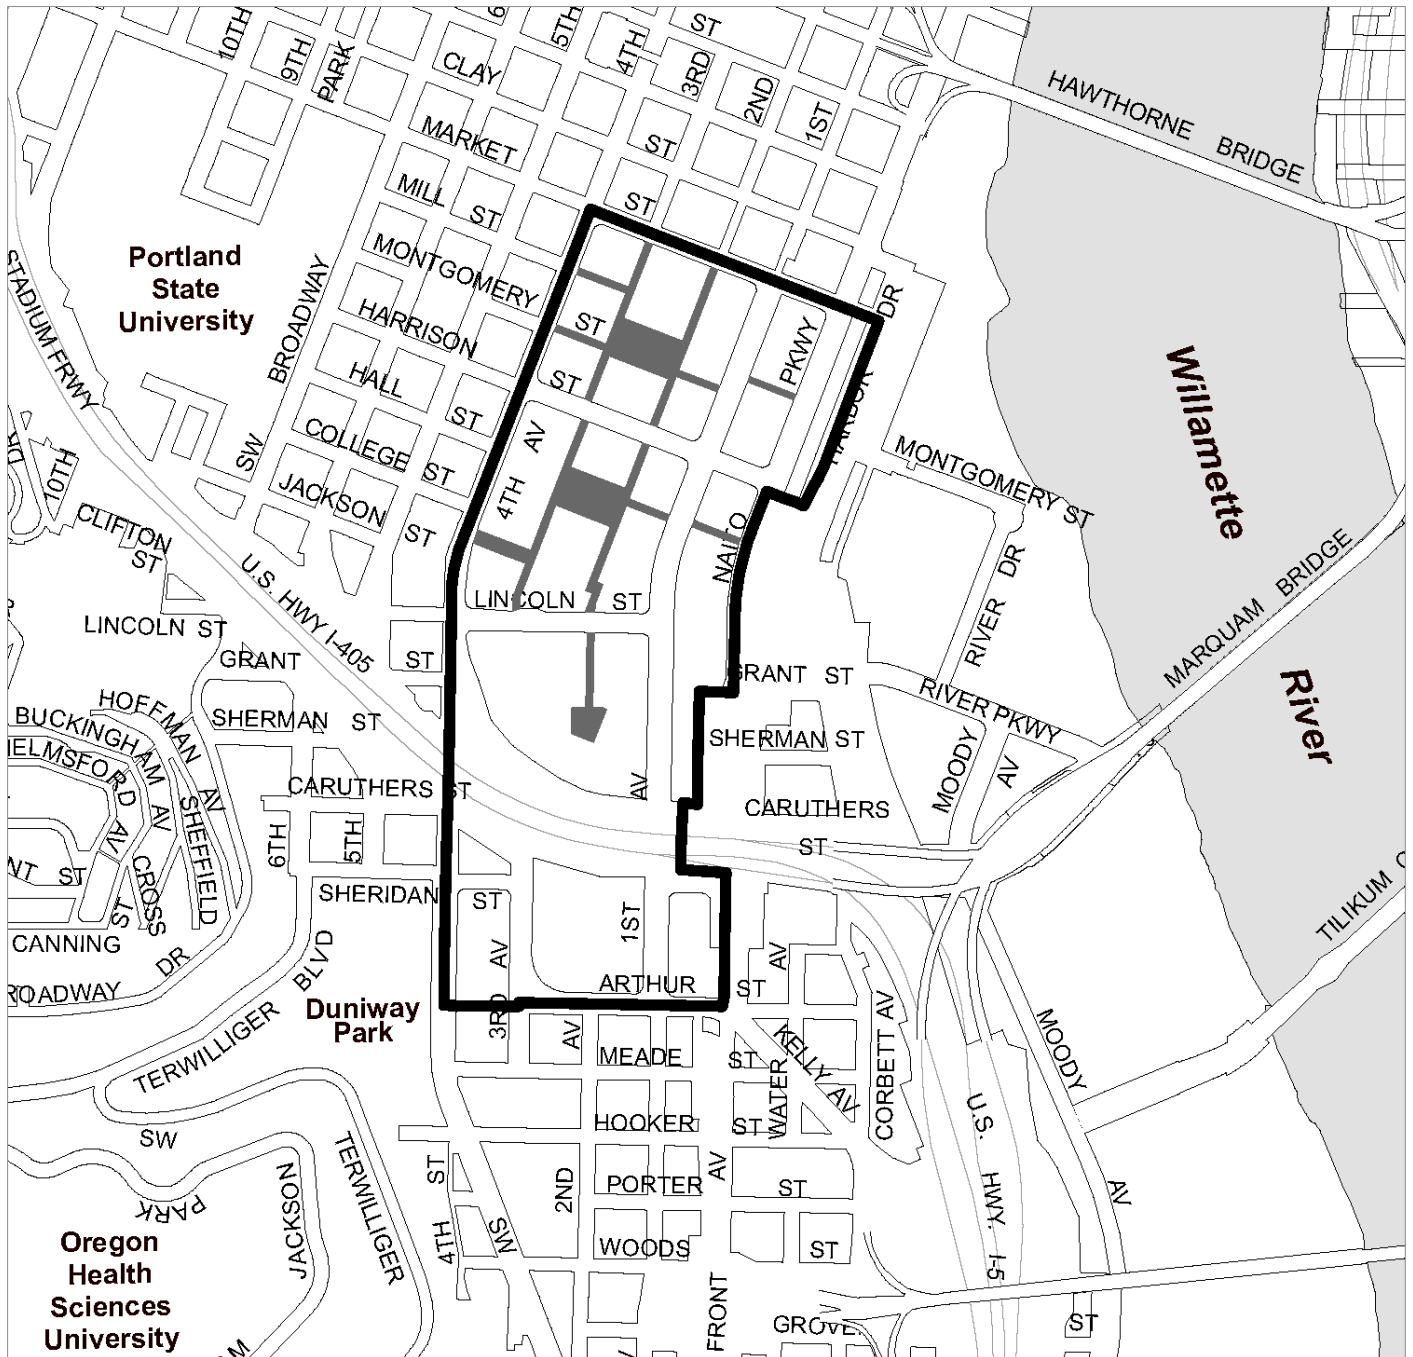 10TH
9TH
PARK
CLAY
5TH
4TH
ST
3RD
2ND
1ST
HAWTHORNE BRIDGE
MARKET
ST
MILL
ST
ST
MONTGOMERY
ST
HARRISON
ST
HALL
ST
COLLEGE ST
JACKSON
ST
Portland
State
University
SW BROADWAY
STADIUM FRWY
PKWY
HARBOR DR
4TH AV
Willamette
River
MONTGOMERY ST
RIVER DR
NAITO
MARQUAM BRIDGE
10TH
DR
CLIFTON
ST
U.S. HWY I-405
LINCOLN ST
LINCOLN ST
GRANT
ST
GRANT ST
RIVER PKWY
HOFFMAN AV
BUCKINGHAM AV
SHERMAN ST
SHERMAN ST
MOODY AV
AV
SHEFFIELD
CARUTHERS ST
CARUTHERS
ST
6TH
5TH
CROSS
ST
ST
SHERIDAN
ST
1ST
AV
AV
CANNING
DR
TILIKUM
TERWILLIGER BLVD
Duniway
Park
3RD
ARTHUR
ST
AV
MEADE
ST
KELLY AV
WATER
CORBETT AV
MOODY
AV
HOOKER
ST
U.S. HWY. I-5
SW
PARK
JACKSON
TERWILLIGER
4TH
ST
SW
2ND
PORTER
AV
ST
WOODS
ST
FRONT
ST
Oregon
Health
Sciences
University